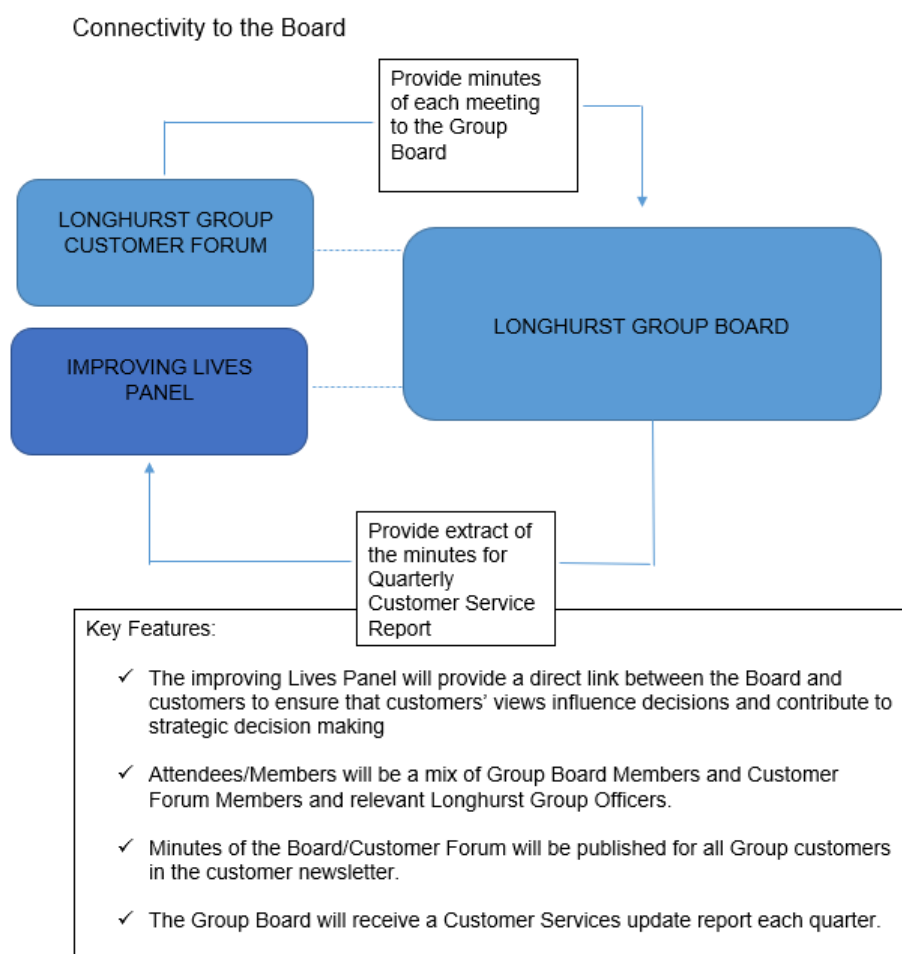 Connectivity to the Board
Provide minutes
of each meeting
to the Group
Board
LONGHURST GROUP
CUSTOMER FORUM
LONGHURST GROUP BOARD
IMPROVING LIVES
PANEL
Provide extract of
the minutes for
Quarterly
Customer Service
Report
Key Features:
✓ The improving Lives Panel will provide a direct link between the Board and
customers to ensure that customers’ views influence decisions and contribute to
strategic decision making
✓ Attendees/Members will be a mix of Group Board Members and Customer
Forum Members and relevant Longhurst Group Officers.
✓ Minutes of the Board/Customer Forum will be published for all Group customers
in the customer newsletter.
✓ The Group Board will receive a Customer Services update report each quarter.